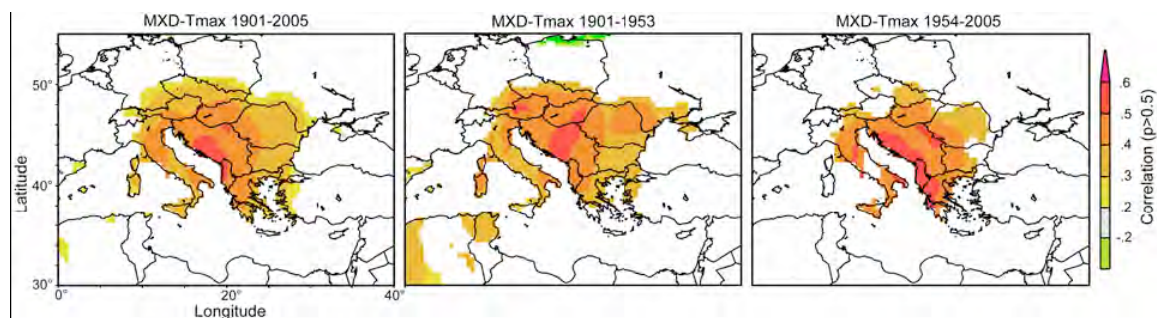 MXD-Tmax 1901-2005
MXD-Tmax 1901-1953
MXD-Tmax 1954-2005
50°
40°
30°
Latitude
0°
20°
40°
Longitude
.6
.5
.4
.3
.2
-.2
Correlation (p>0.5)